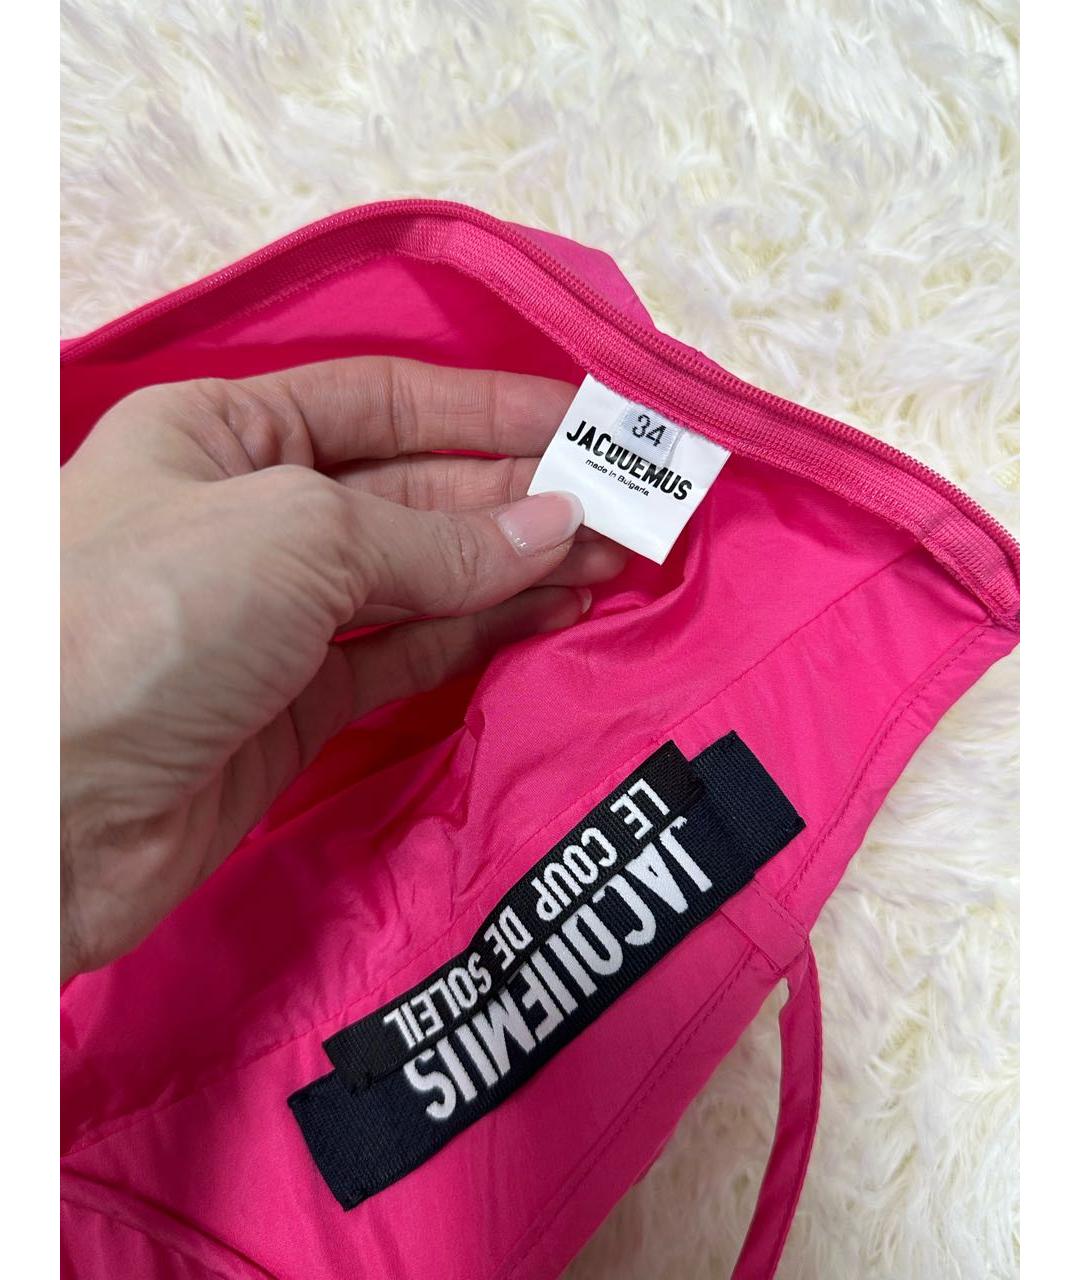 34
JACQUEMUS
made in Bulgaria
JACQUEMUS
LE COUP DE SOLEIL